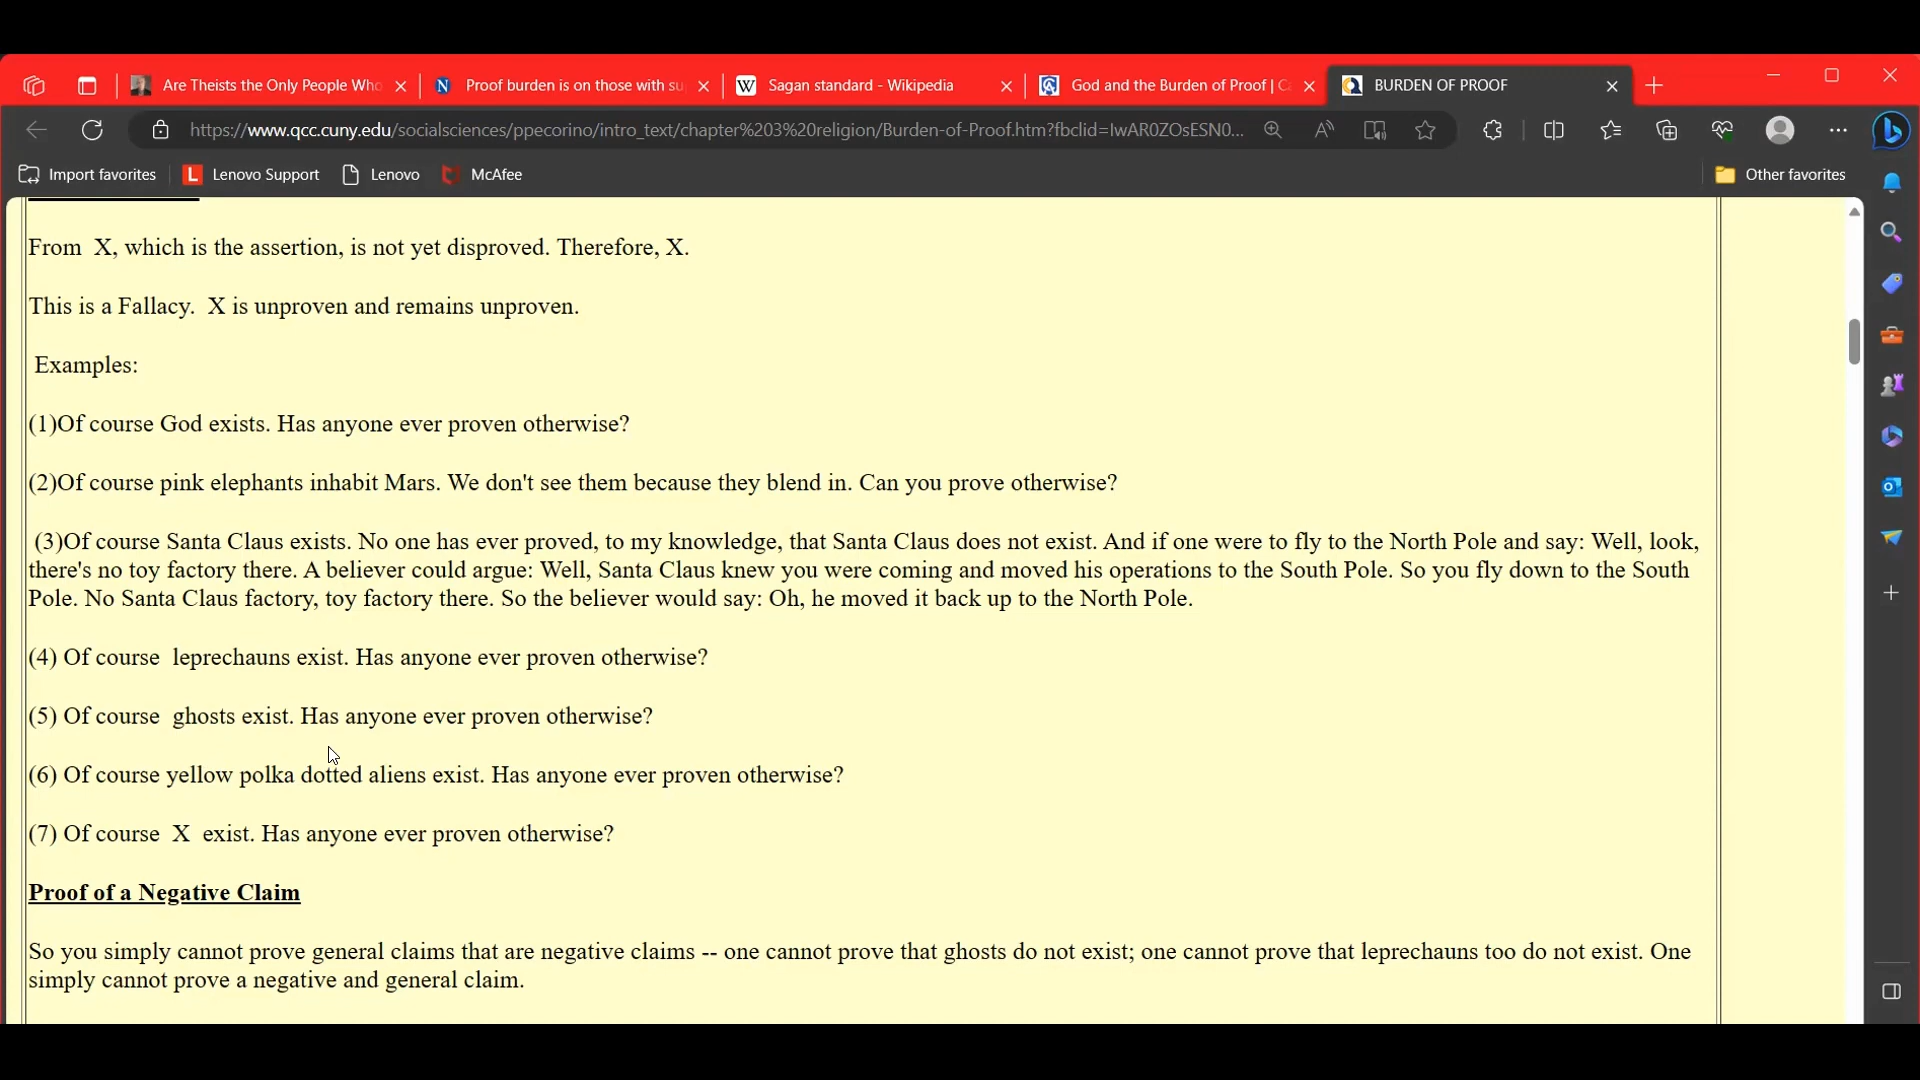 Are Theists the Only People Who
Proof burden is on those with su
Sagan standard - Wikipedia
God and the Burden of Proof | C
BURDEN OF PROOF
https://www.qcc.cuny.edu/socialsciences/ppecorino/intro_text/chapter%203%20religion/Burden-of-Proof.htm?fbclid=IwAR0ZOsESN0...
Import favorites
Lenovo Support
Lenovo
McAfee
Other favorites
From X, which is the assertion, is not yet disproved. Therefore, X.
This is a Fallacy. X is unproven and remains unproven.
Examples:
(1)Of course God exists. Has anyone ever proven otherwise?
(2)Of course pink elephants inhabit Mars. We don't see them because they blend in. Can you prove otherwise?
(3)Of course Santa Claus exists. No one has ever proved, to my knowledge, that Santa Claus does not exist. And if one were to fly to the North Pole and say: Well, look,
there's no toy factory there. A believer could argue: Well, Santa Claus knew you were coming and moved his operations to the South Pole. So you fly down to the South
Pole. No Santa Claus factory, toy factory there. So the believer would say: Oh, he moved it back up to the North Pole.
(4) Of course leprechauns exist. Has anyone ever proven otherwise?
(5) Of course ghosts exist. Has anyone ever proven otherwise?
(6) Of course yellow polka dotted aliens exist. Has anyone ever proven otherwise?
(7) Of course X exist. Has anyone ever proven otherwise?
Proof of a Negative Claim
So you simply cannot prove general claims that are negative claims -- one cannot prove that ghosts do not exist; one cannot prove that leprechauns too do not exist. One
simply cannot prove a negative and general claim.